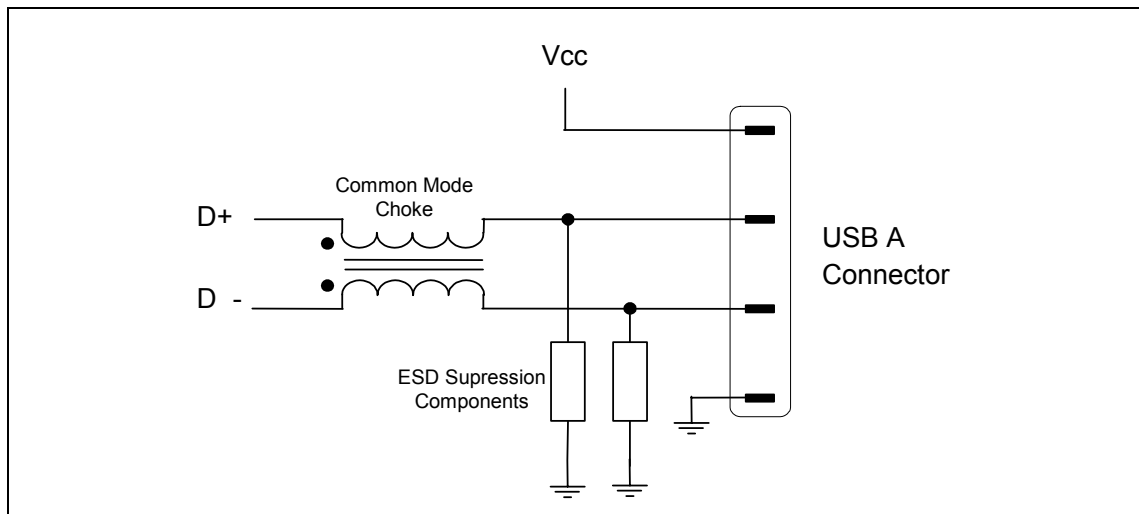 Vcc
Common Mode
Choke
D+
D -
USB A
Connector
ESD Supression
Components